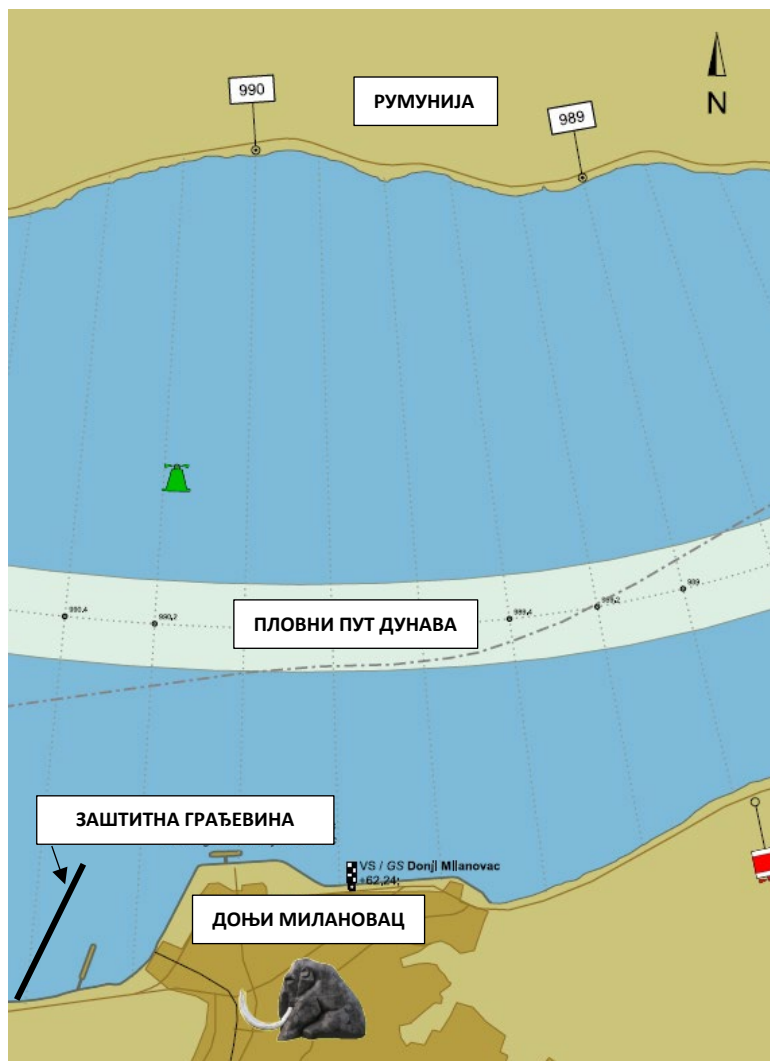 990
РУМУНИЈА
989
N
990,4
990,2
ПЛОВНИ ПУТ ДУНАВА
989,4
989,2
989
ЗАШТИТНА ГРАЂЕВИНА
VS / GS Donji Milanovac
+62,24;
ДОЊИ МИЛАНОВАЦ